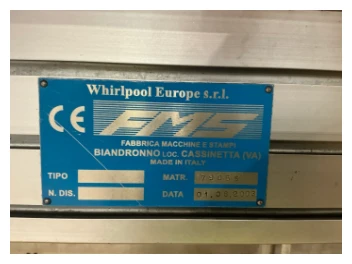 Whirlpool Europe s.r.l.
CE FMS
FABBRICA MACCHINE E STAMPI
BIANDRONNO LOC. CASSINETTA (VA)
MADE IN ITALY
TIPO MATR.
N. DIS. DATA